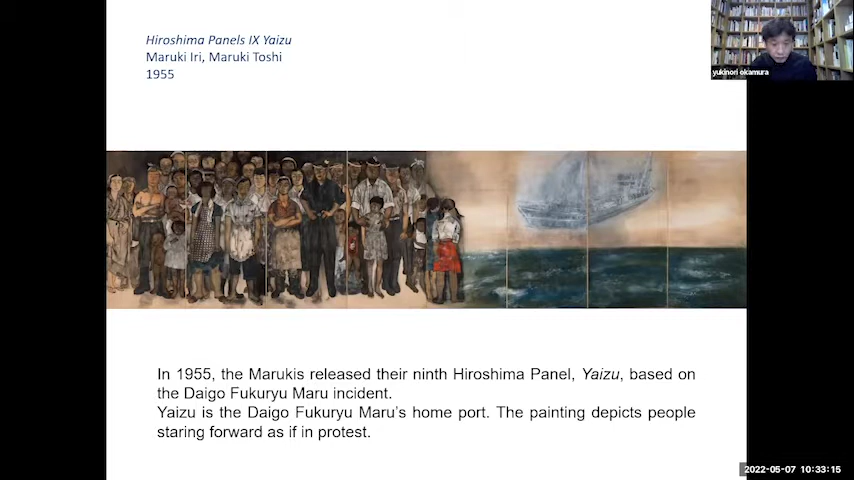 Hiroshima Panels IX Yaizu
Maruki Iri, Maruki Toshi
1955
yukinori okamura
In 1955, the Marukis released their ninth Hiroshima Panel, Yaizu, based on
the Daigo Fukuryu Maru incident.
Yaizu is the Daigo Fukuryu Maru's home port. The painting depicts people
staring forward as if in protest.
2022-05-07 10:33:15